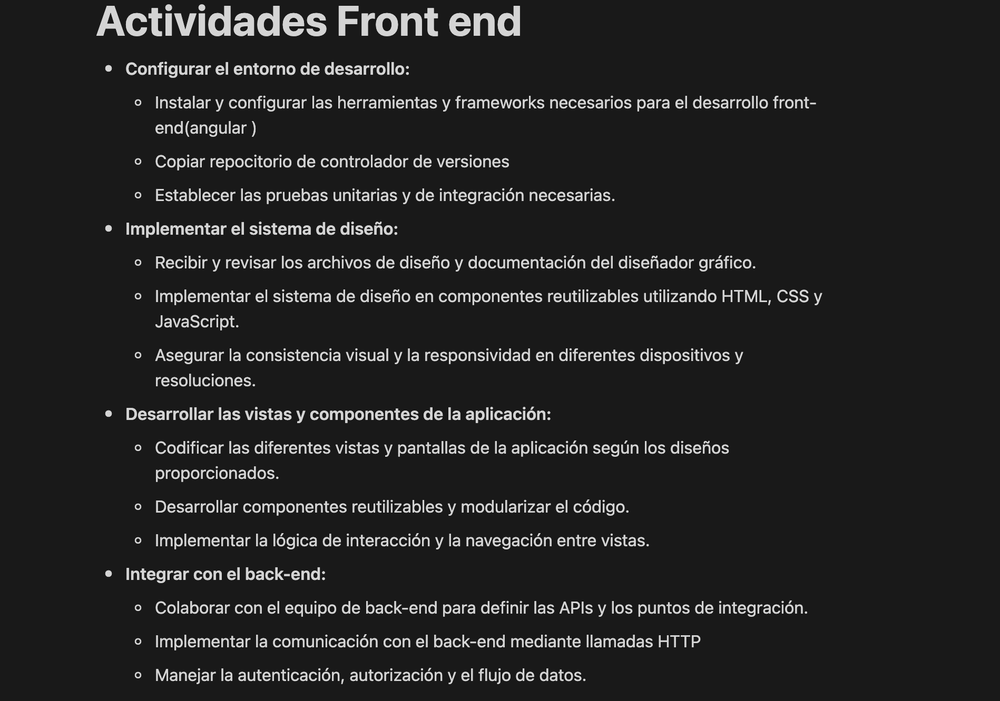 Actividades Front end
• Configurar el entorno de desarrollo:
◦ Instalar y configurar las herramientas y frameworks necesarios para el desarrollo front-
end(angular )
◦ Copiar repocitorio de controlador de versiones
◦ Establecer las pruebas unitarias y de integración necesarias.
• Implementar el sistema de diseño:
◦ Recibir y revisar los archivos de diseño y documentación del diseñador gráfico.
◦ Implementar el sistema de diseño en componentes reutilizables utilizando HTML, CSS y
JavaScript.
◦ Asegurar la consistencia visual y la responsividad en diferentes dispositivos y
resoluciones.
• Desarrollar las vistas y componentes de la aplicación:
◦ Codificar las diferentes vistas y pantallas de la aplicación según los diseños
proporcionados.
◦ Desarrollar componentes reutilizables y modularizar el código.
◦ Implementar la lógica de interacción y la navegación entre vistas.
• Integrar con el back-end:
◦ Colaborar con el equipo de back-end para definir las APIs y los puntos de integración.
◦ Implementar la comunicación con el back-end mediante llamadas HTTP
◦ Manejar la autenticación, autorización y el flujo de datos.